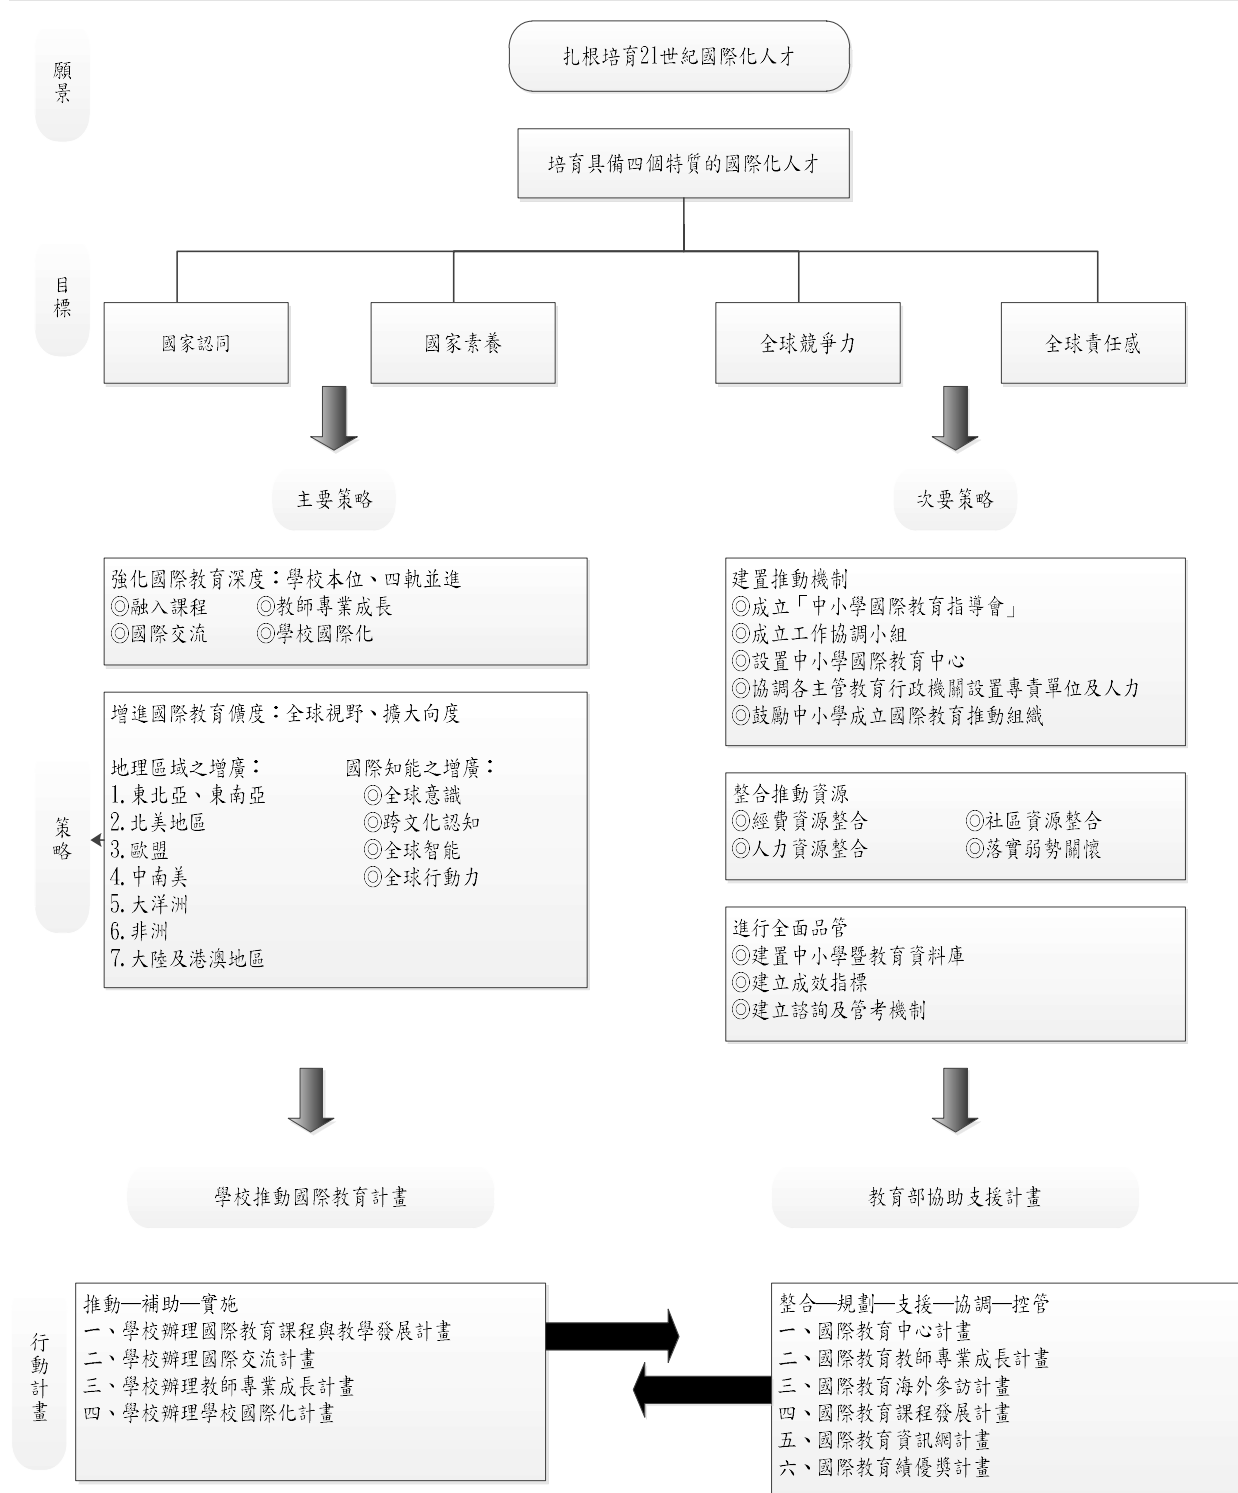 願景
扎根培育21世紀國際化人才
培育具備四個特質的國際化人才
目標
國家認同
國家素養
全球競爭力
全球責任感
主要策略
次要策略
策略
強化國際教育深度：學校本位、四軌並進
◎融入課程 ◎教師專業成長
◎國際交流 ◎學校國際化
增進國際教育廣度：全球視野、擴大向度
地理區域之增廣： 國際知能之增廣：
1.東北亞、東南亞 ◎全球意識
2.北美地區 ◎跨文化認知
3.歐盟 ◎全球智能
4.中南美 ◎全球行動力
5.大洋洲
6.非洲
7.大陸及港澳地區
建置推動機制
◎成立「中小學國際教育指導會」
◎成立工作協調小組
◎設置中小學國際教育中心
◎協調各主管教育行政機關設置專責單位及人力
◎鼓勵中小學成立國際教育推動組織
整合推動資源
◎經費資源整合 ◎社區資源整合
◎人力資源整合 ◎落實弱勢關懷
進行全面品管
◎建置中小學暨教育資料庫
◎建立成效指標
◎建立諮詢及管考機制
學校推動國際教育計畫
教育部協助支援計畫
行動計畫
推動—補助—實施
一、學校辦理國際教育課程與教學發展計畫
二、學校辦理國際交流計畫
三、學校辦理教師專業成長計畫
四、學校辦理學校國際化計畫
整合—規劃—支援—協調—控管
一、國際教育中心計畫
二、國際教育教師專業成長計畫
三、國際教育海外參訪計畫
四、國際教育課程發展計畫
五、國際教育資訊網計畫
六、國際教育績優獎計畫